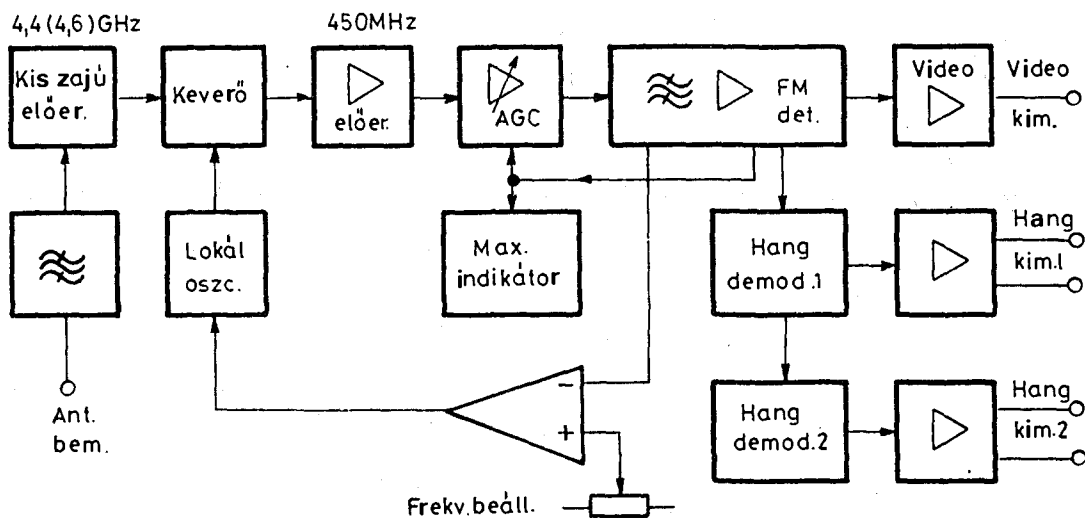 4,4(4,6)GHz
Kis zajú
előer.
Keverő
450MHz
előer.
AGC
FM
det.
Video
Video
kim.
Lokál
oszc.
Max.
indikátor
Hang
demod.1
Hang
kim.1
Ant.
bem.
−
+
Hang
demod.2
Hang
kim.2
Frekv.beáll.